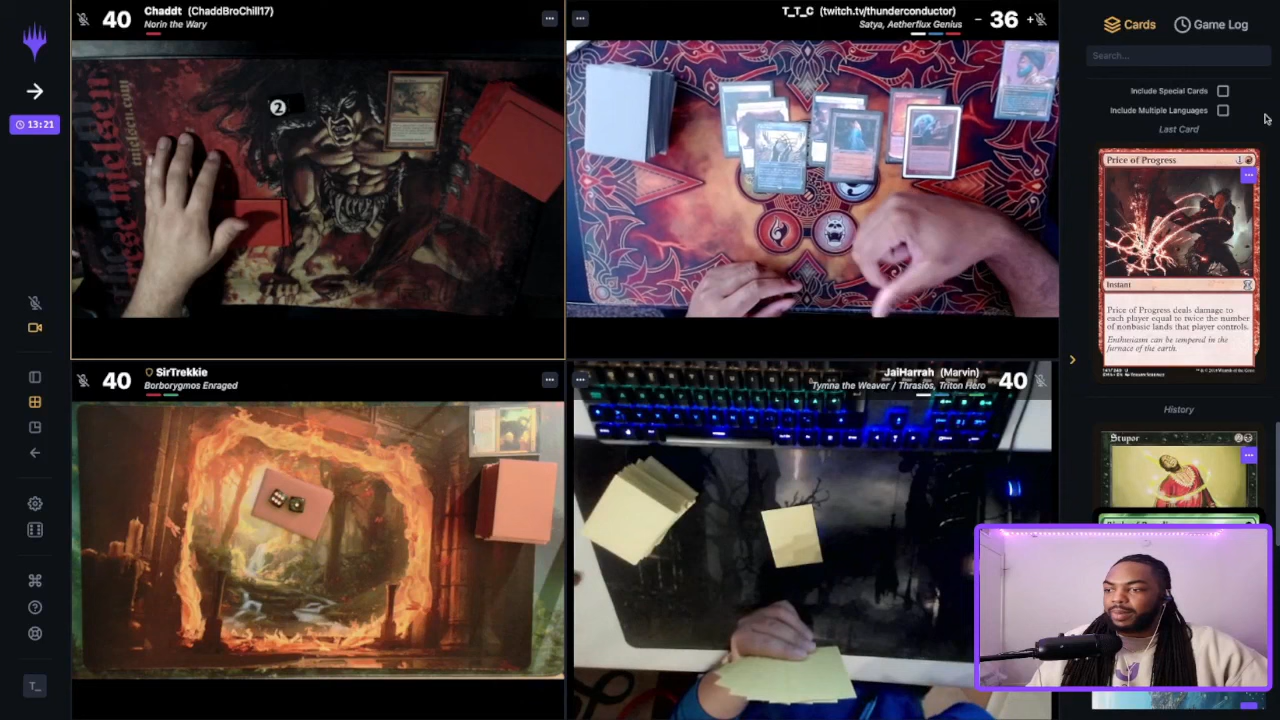 40
Chaddt (ChaddBroChill17)
Norin the Wary
T_T_C (twitch.tv/thunderconductor)
Satya, Aetherflux Genius
- 36 +
Cards
Game Log
Search...
Include Special Cards
Include Multiple Languages
Last Card
13:21
2
Price of Progress
Instant
Price of Progress deals damage to
each player equal to twice the number
of nonbasic lands that player controls.
Enthusiasm can be tempered in the
furnace of the earth.
40
SirTrekkie
Borborygmos Enraged
JaiHarrah (Marvin)
Tymna the Weaver / Thrasios, Triton Hero
40
History
Stupor
T_